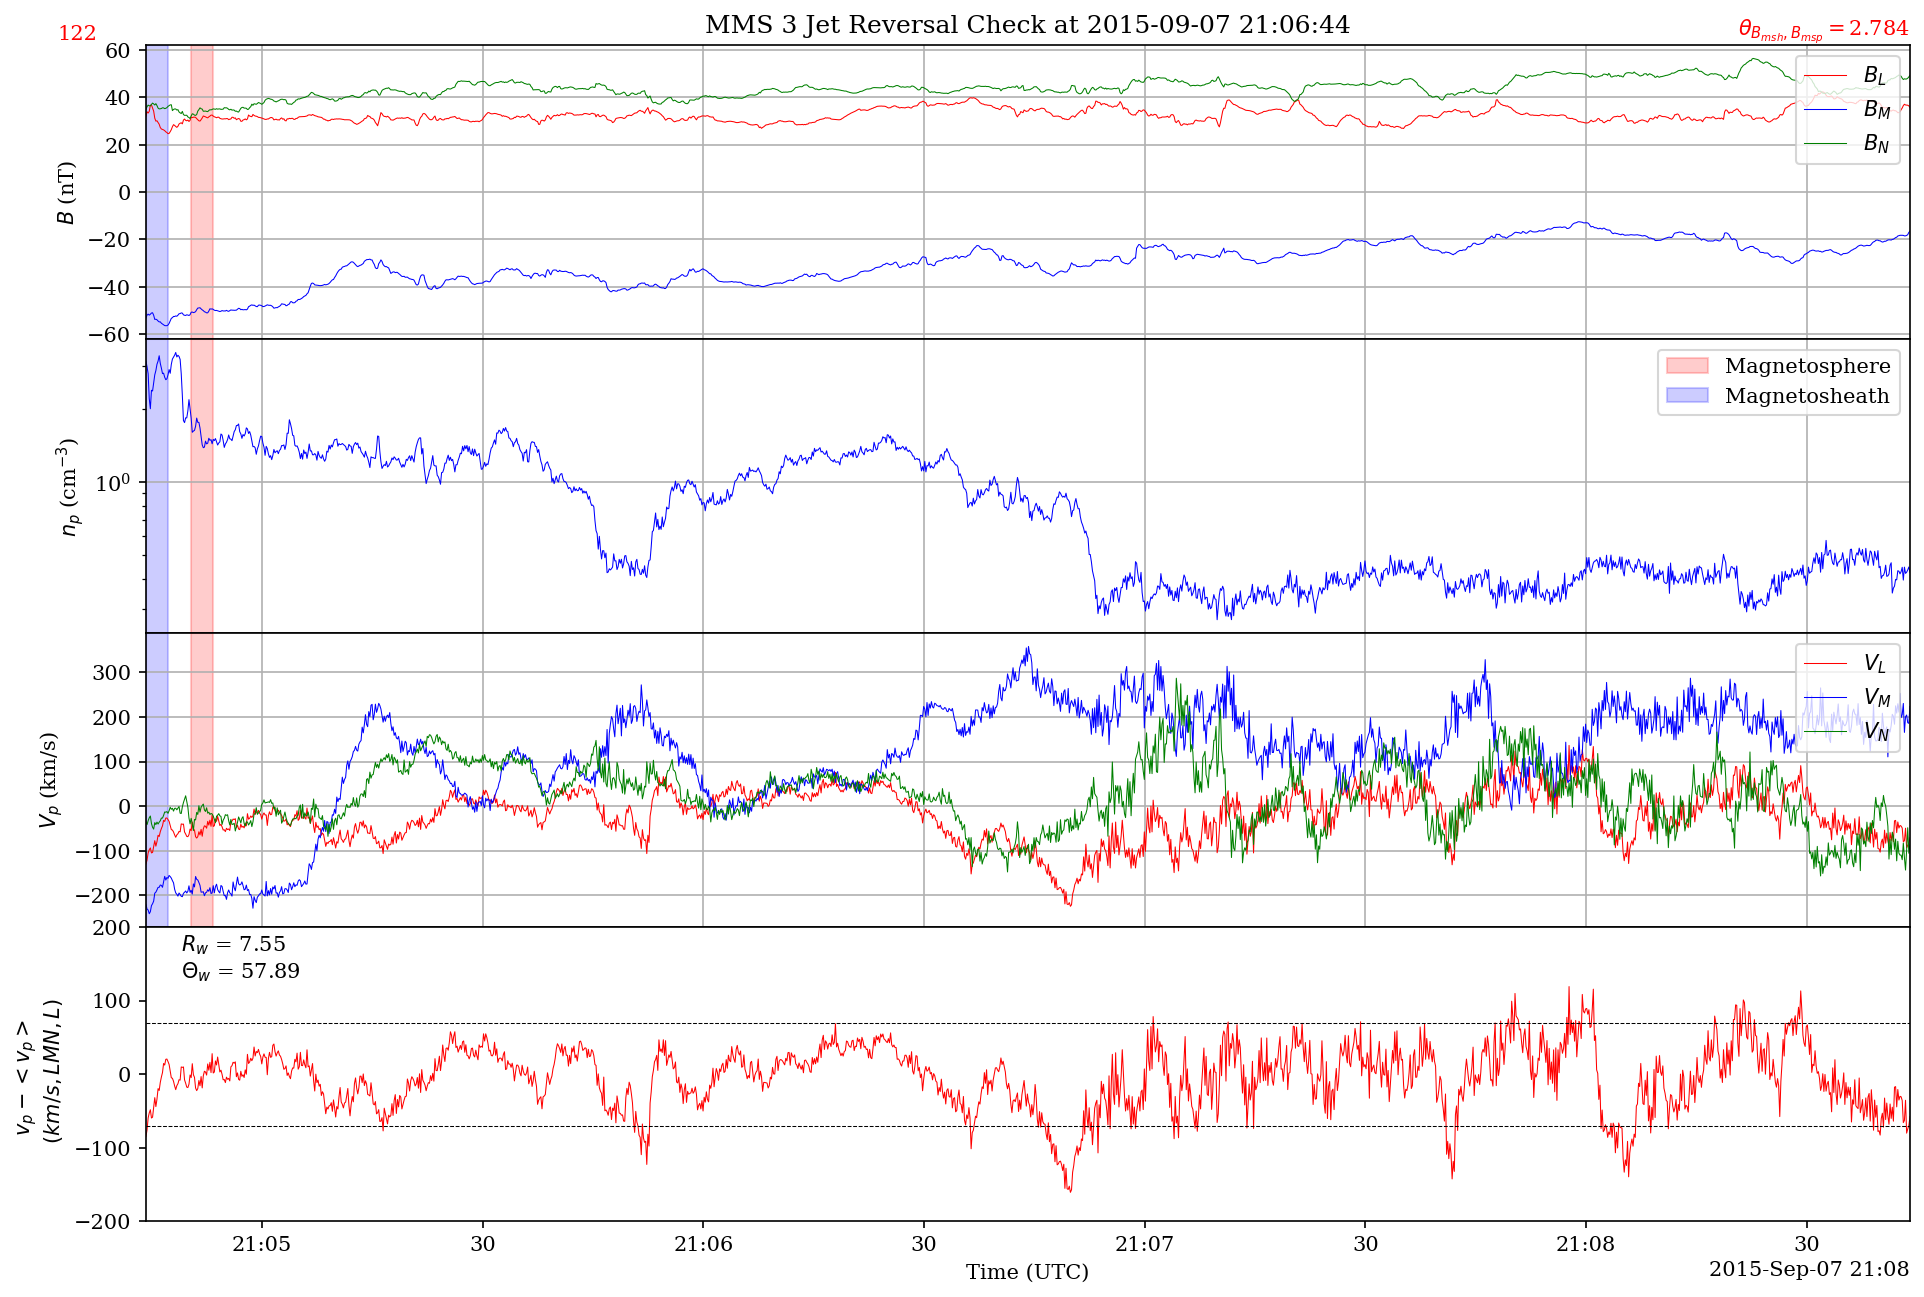 MMS 3 Jet Reversal Check at 2015-09-07 21:06:44
122
θ_{B_{msh}, B_{msp}} = 2.784
60
40
20
0
−20
−40
−60
B (nT)
B_L
B_M
B_N
10^0
n_p (cm^{−3})
Magnetosphere
Magnetosheath
300
200
100
0
−100
−200
V_p (km/s)
V_L
V_M
V_N
200
100
0
−100
−200
v_p − < v_p >
(km/s, LMN, L)
R_w = 7.55
Θ_w = 57.89
21:05 30 21:06 30 21:07 30 21:08 30
Time (UTC)
2015-Sep-07 21:08